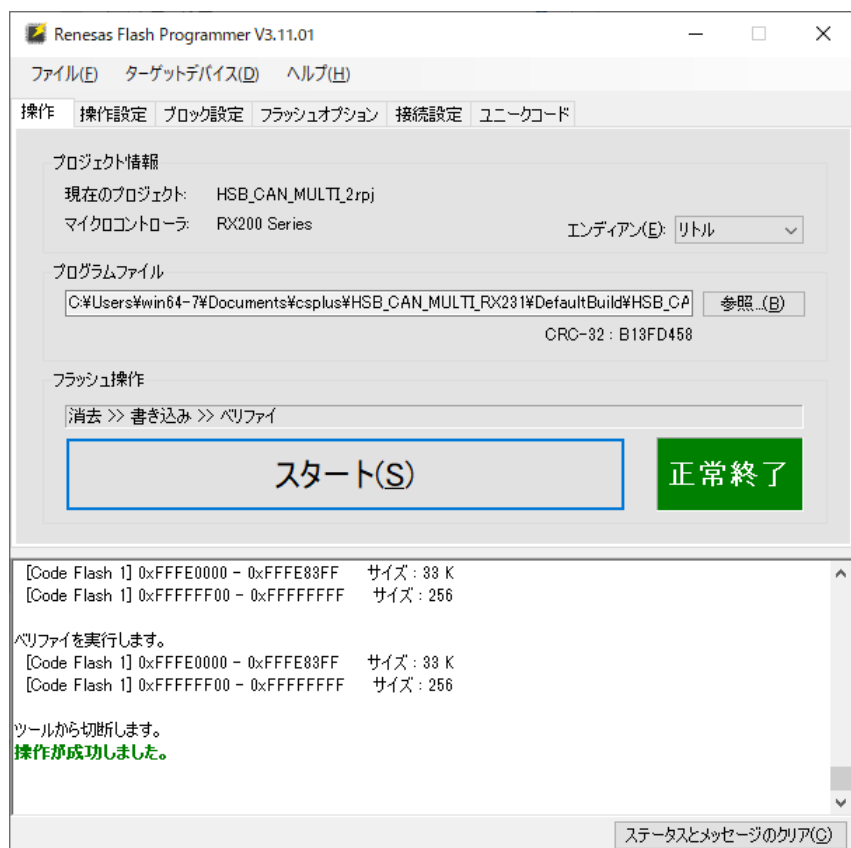 Renesas Flash Programmer V3.11.01
ファイル(F) ターゲットデバイス(D) ヘルプ(H)
操作 操作設定 ブロック設定 フラッシュオプション 接続設定 ユニークコード
プロジェクト情報
現在のプロジェクト: HSB_CAN_MULTI_2.rpj
マイクロコントローラ: RX200 Series
エンディアン(E): リトル
プログラムファイル
C:¥Users¥win64-7¥Documents¥csplus¥HSB_CAN_MULTI_RX231¥DefaultBuild¥HSB_CA 参照...(B)
CRC-32 : B13FD458
フラッシュ操作
消去 >> 書き込み >> ベリファイ
スタート(S) 正常終了
[Code Flash 1] 0xFFFE0000 - 0xFFFE83FF サイズ : 33 K
[Code Flash 1] 0xFFFFFF00 - 0xFFFFFFFF サイズ : 256
ベリファイを実行します。
[Code Flash 1] 0xFFFE0000 - 0xFFFE83FF サイズ : 33 K
[Code Flash 1] 0xFFFFFF00 - 0xFFFFFFFF サイズ : 256
ツールから切断します。
操作が成功しました。
ステータスとメッセージのクリア(C)